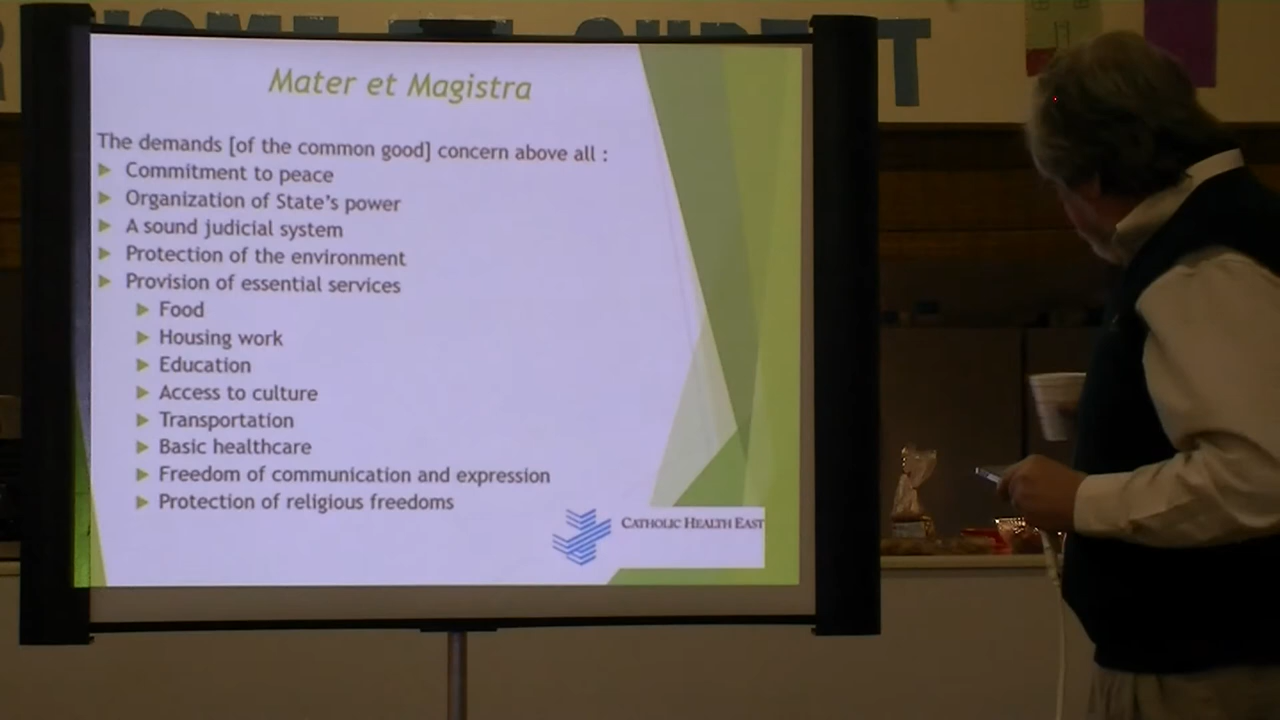 Mater et Magistra
The demands [of the common good] concern above all :
Commitment to peace
Organization of State's power
A sound judicial system
Protection of the environment
Provision of essential services
Food
Housing work
Education
Access to culture
Transportation
Basic healthcare
Freedom of communication and expression
Protection of religious freedoms
CATHOLIC HEALTH EAST